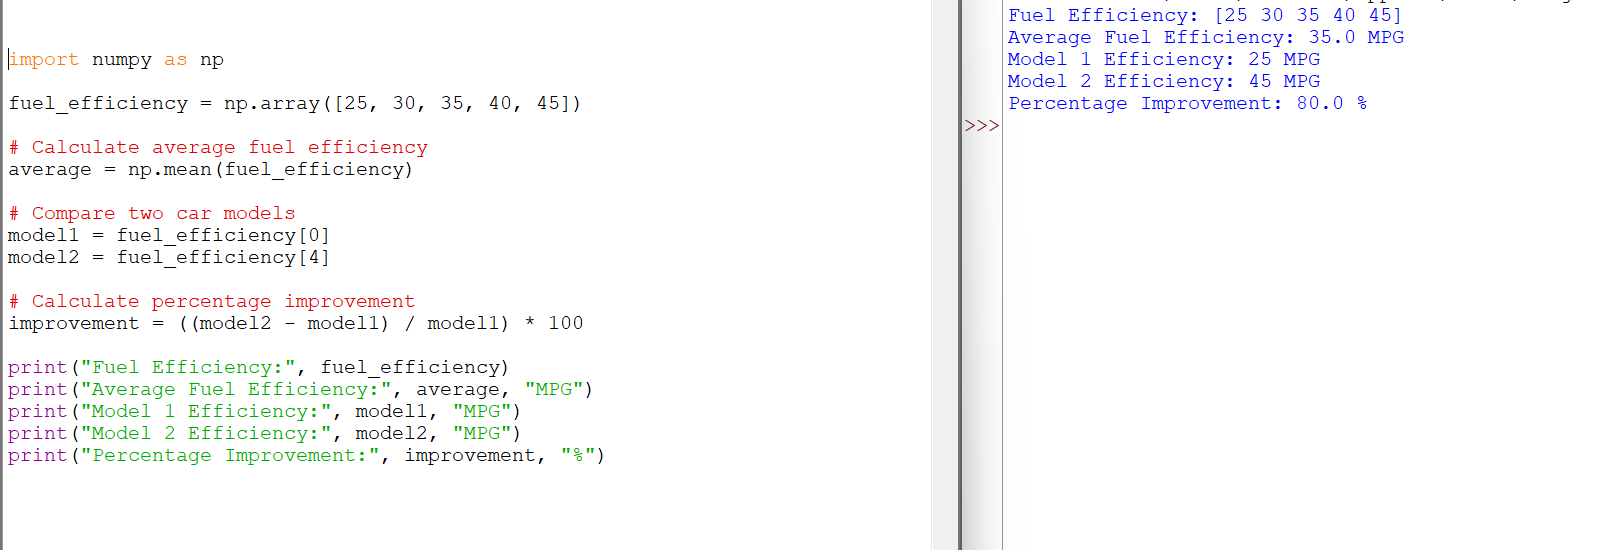 import numpy as np
fuel_efficiency = np.array([25, 30, 35, 40, 45])
# Calculate average fuel efficiency
average = np.mean(fuel_efficiency)
# Compare two car models
model1 = fuel_efficiency[0]
model2 = fuel_efficiency[4]
# Calculate percentage improvement
improvement = ((model2 - model1) / model1) * 100
print("Fuel Efficiency:", fuel_efficiency)
print("Average Fuel Efficiency:", average, "MPG")
print("Model 1 Efficiency:", model1, "MPG")
print("Model 2 Efficiency:", model2, "MPG")
print("Percentage Improvement:", improvement, "%")
Fuel Efficiency: [25 30 35 40 45]
Average Fuel Efficiency: 35.0 MPG
Model 1 Efficiency: 25 MPG
Model 2 Efficiency: 45 MPG
Percentage Improvement: 80.0 %
>>>